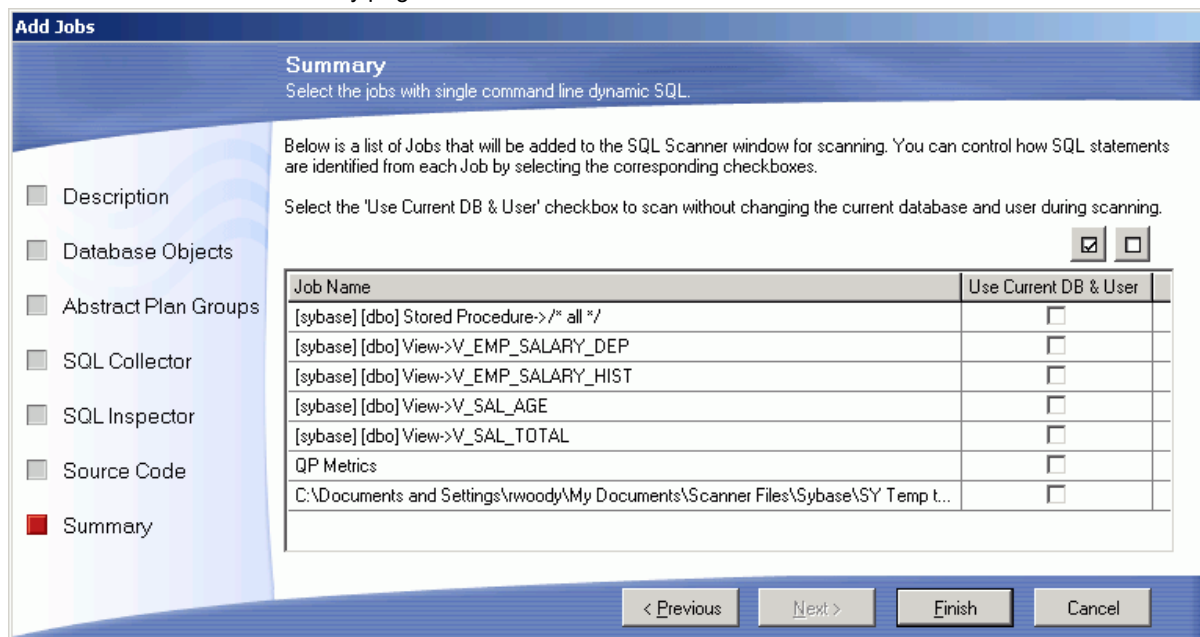 Add Jobs
Summary
Select the jobs with single command line dynamic SQL.
Below is a list of Jobs that will be added to the SQL Scanner window for scanning. You can control how SQL statements
are identified from each Job by selecting the corresponding checkboxes.
Select the 'Use Current DB & User' checkbox to scan without changing the current database and user during scanning.
Description
Database Objects
Abstract Plan Groups
SQL Collector
SQL Inspector
Source Code
Summary
Job Name Use Current DB & User
[sybase] [dbo] Stored Procedure->/* all */
[sybase] [dbo] View->V_EMP_SALARY_DEP
[sybase] [dbo] View->V_EMP_SALARY_HIST
[sybase] [dbo] View->V_SAL_AGE
[sybase] [dbo] View->V_SAL_TOTAL
QP Metrics
C:\Documents and Settings\rwoody\My Documents\Scanner Files\Sybase\SY Temp t...
< Previous Next > Finish Cancel